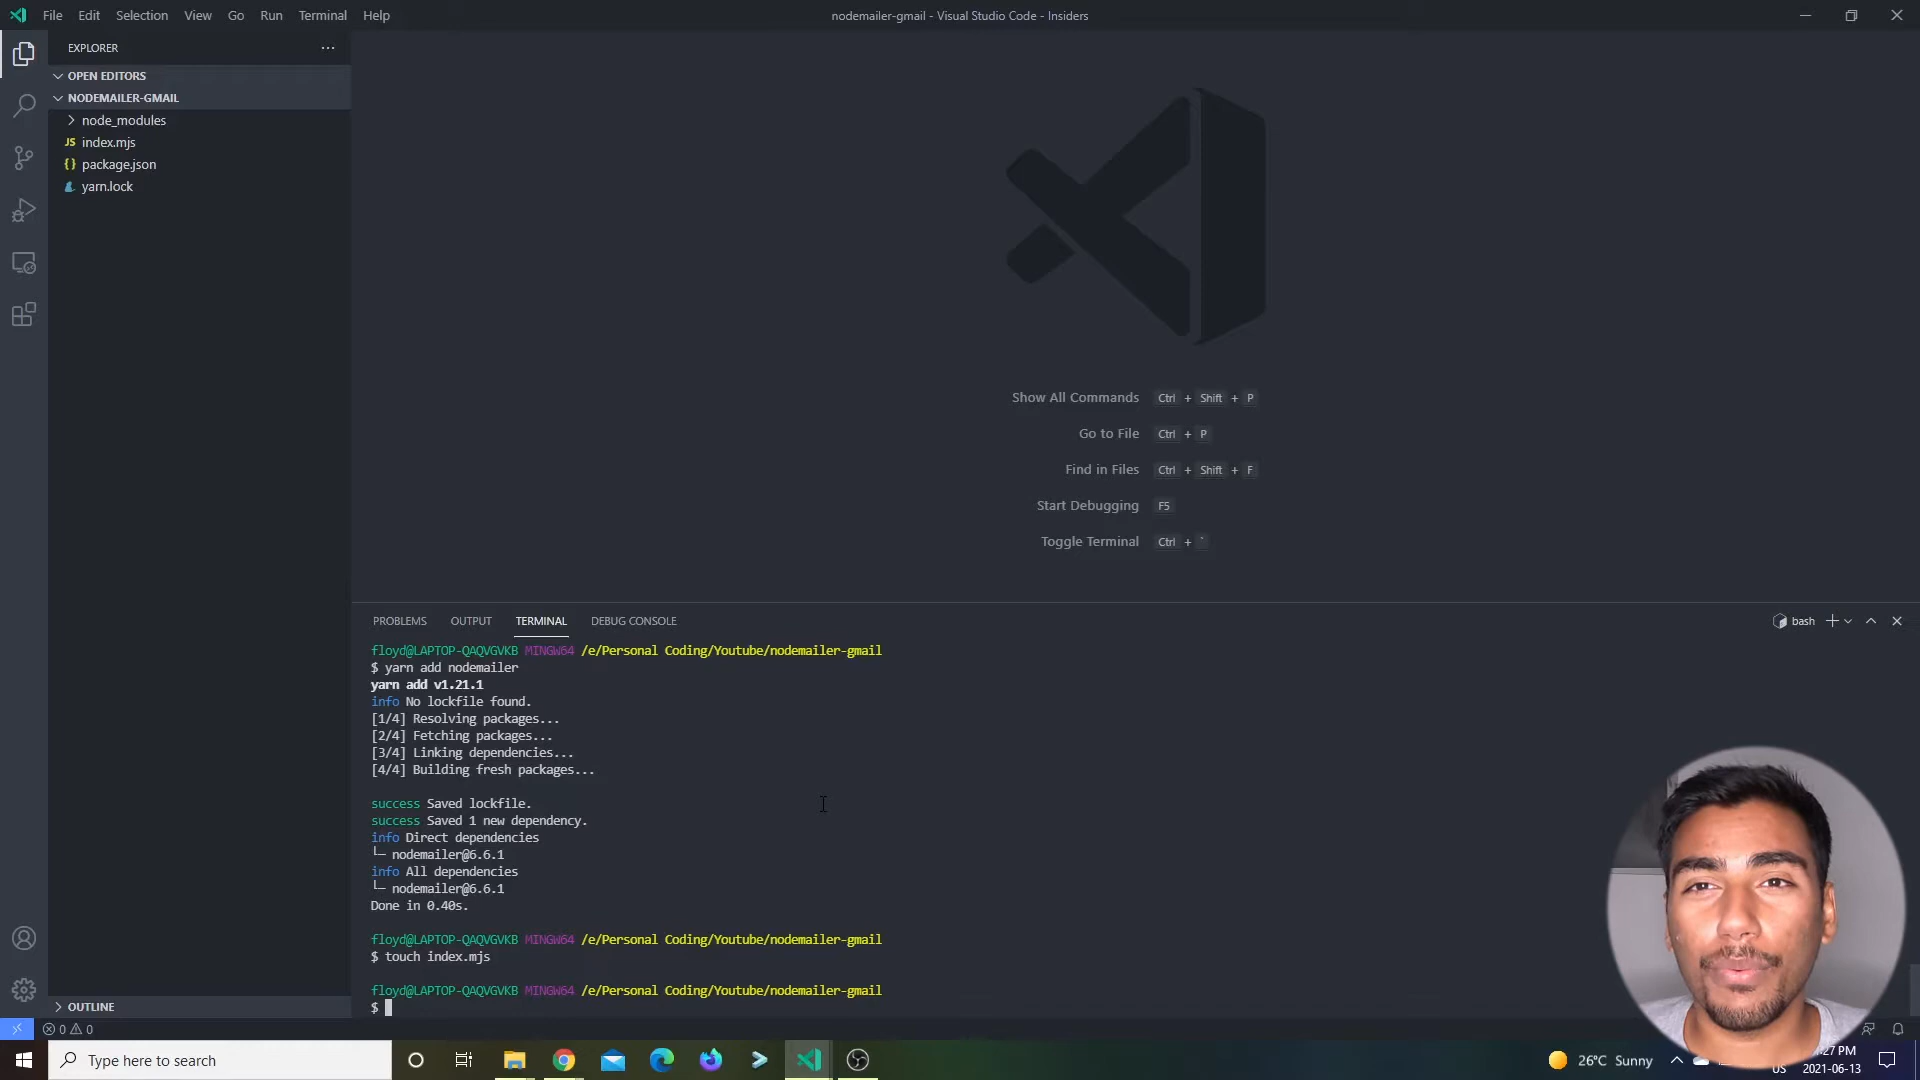 File Edit Selection View Go Run Terminal Help
nodemailer-gmail - Visual Studio Code - Insiders
EXPLORER
OPEN EDITORS
NODEMAILER-GMAIL
node_modules
JS index.mjs
{} package.json
yarn.lock
OUTLINE
Show All Commands Ctrl + Shift + P
Go to File Ctrl + P
Find in Files Ctrl + Shift + F
Start Debugging F5
Toggle Terminal Ctrl + `
PROBLEMS OUTPUT TERMINAL DEBUG CONSOLE
bash
floyd@LAPTOP-QAQVGVKB MINGW64 /e/Personal Coding/Youtube/nodemailer-gmail
$ yarn add nodemailer
yarn add v1.21.1
info No lockfile found.
[1/4] Resolving packages...
[2/4] Fetching packages...
[3/4] Linking dependencies...
[4/4] Building fresh packages...
success Saved lockfile.
success Saved 1 new dependency.
info Direct dependencies
└─ nodemailer@6.6.1
info All dependencies
└─ nodemailer@6.6.1
Done in 0.40s.
floyd@LAPTOP-QAQVGVKB MINGW64 /e/Personal Coding/Youtube/nodemailer-gmail
$ touch index.mjs
floyd@LAPTOP-QAQVGVKB MINGW64 /e/Personal Coding/Youtube/nodemailer-gmail
$
0 0
Type here to search
26°C Sunny
US
:27 PM
2021-06-13